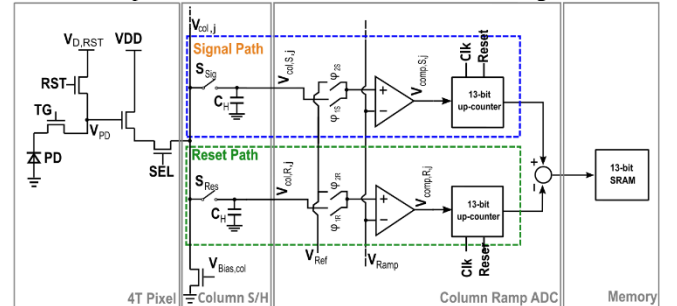 V_col,j
V_D,RST
VDD
RST
TG
V_PD
PD
SEL
Signal Path
S_Sig
C_H
V_col,S,j
φ_2S
φ_1S
V_comp,S,j
Clk
Reset
13-bit
up-counter
+
-
Reset Path
S_Res
C_H
V_col,R,j
φ_2R
φ_1R
V_comp,R,j
13-bit
up-counter
Clk
Reser
+
-
+
-
13-bit
SRAM
V_Ref
V_Ramp
V_Bias,col
4T Pixel
Column S/H
Column Ramp ADC
Memory